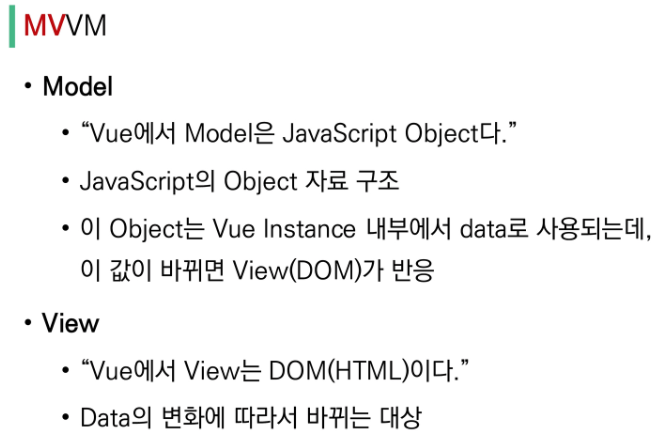 MVVM
• Model
• “Vue에서 Model은 JavaScript Object다.”
• JavaScript의 Object 자료 구조
• 이 Object는 Vue Instance 내부에서 data로 사용되는데,
이 값이 바뀌면 View(DOM)가 반응
• View
• “Vue에서 View는 DOM(HTML)이다.”
• Data의 변화에 따라서 바뀌는 대상